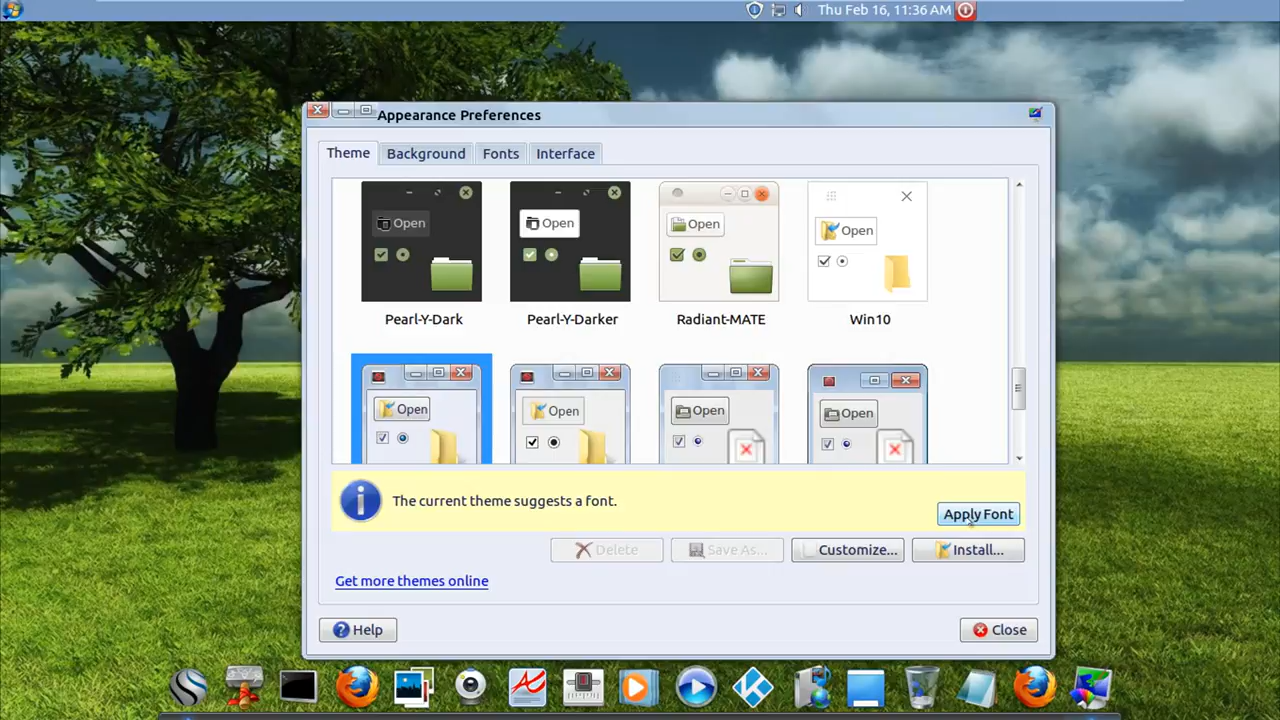 Thu Feb 16, 11:36 AM
Appearance Preferences
Theme Background Fonts Interface
Open Open Open Open
Pearl-Y-Dark Pearl-Y-Darker Radiant-MATE Win10
Open Open Open Open
The current theme suggests a font.
Apply Font
Delete Save As... Customize... Install...
Get more themes online
Help Close